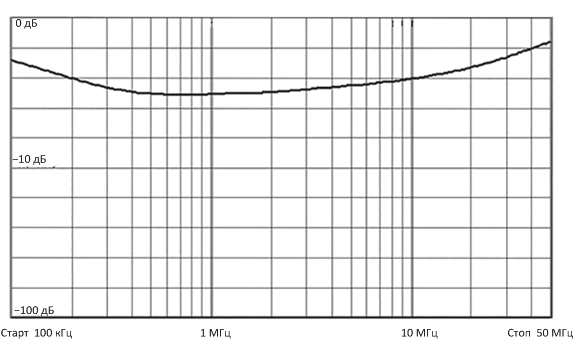 0 дБ
−10 дБ
−100 дБ
Старт 100 кГц 1 МГц 10 МГц Стоп 50 МГц